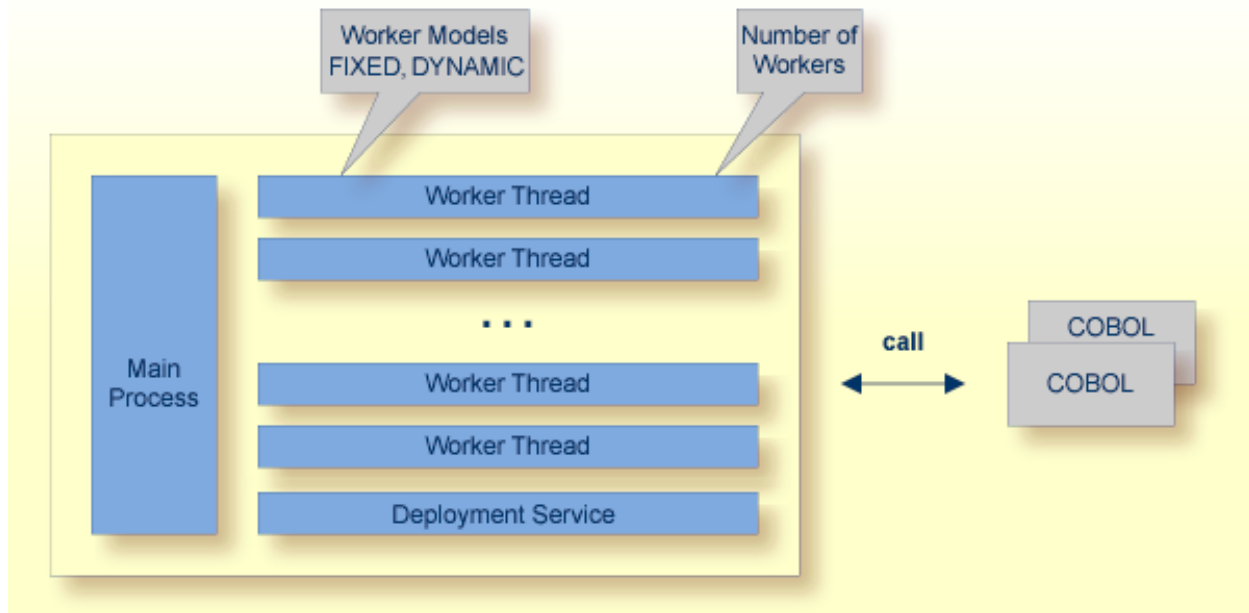 Worker Models
FIXED, DYNAMIC
Number of
Workers
Main
Process
Worker Thread
Worker Thread
...
Worker Thread
Worker Thread
Deployment Service
call
COBOL
COBOL